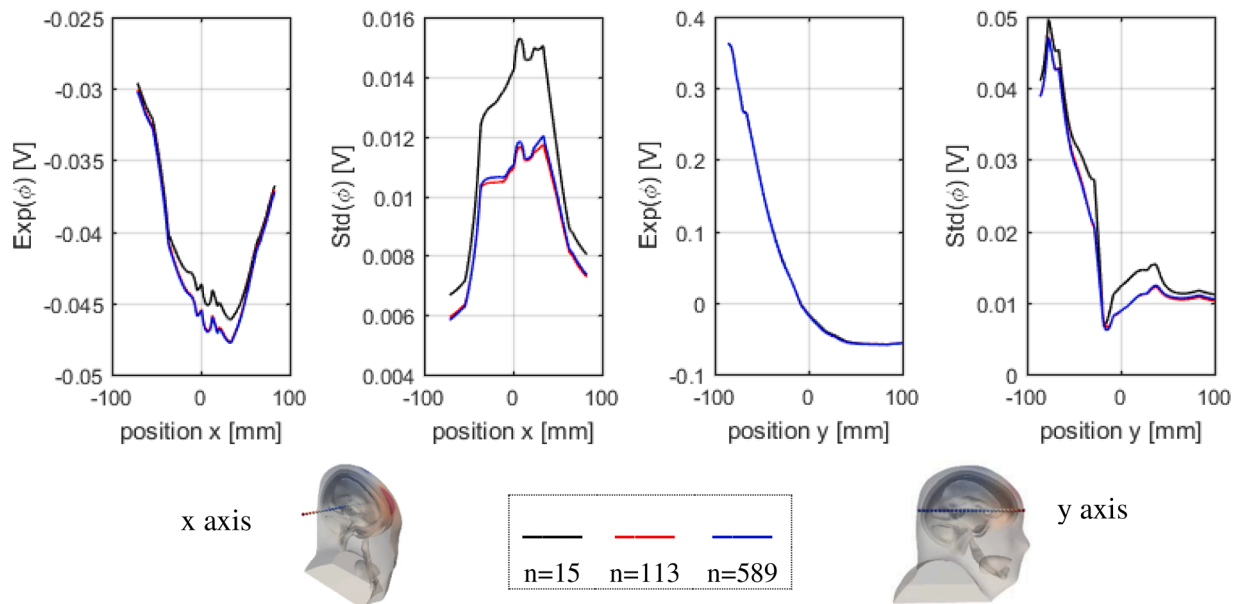 -0.025
-0.03
-0.035
-0.04
-0.045
-0.05
Exp(ϕ) [V]
-100 0 100
position x [mm]
0.016
0.014
0.012
0.01
0.008
0.006
0.004
Std(ϕ) [V]
-100 0 100
position x [mm]
0.4
0.3
0.2
0.1
0
-0.1
Exp(ϕ) [V]
-100 0 100
position y [mm]
0.05
0.04
0.03
0.02
0.01
0
Std(ϕ) [V]
-100 0 100
position y [mm]
x axis
n=15 n=113 n=589
y axis